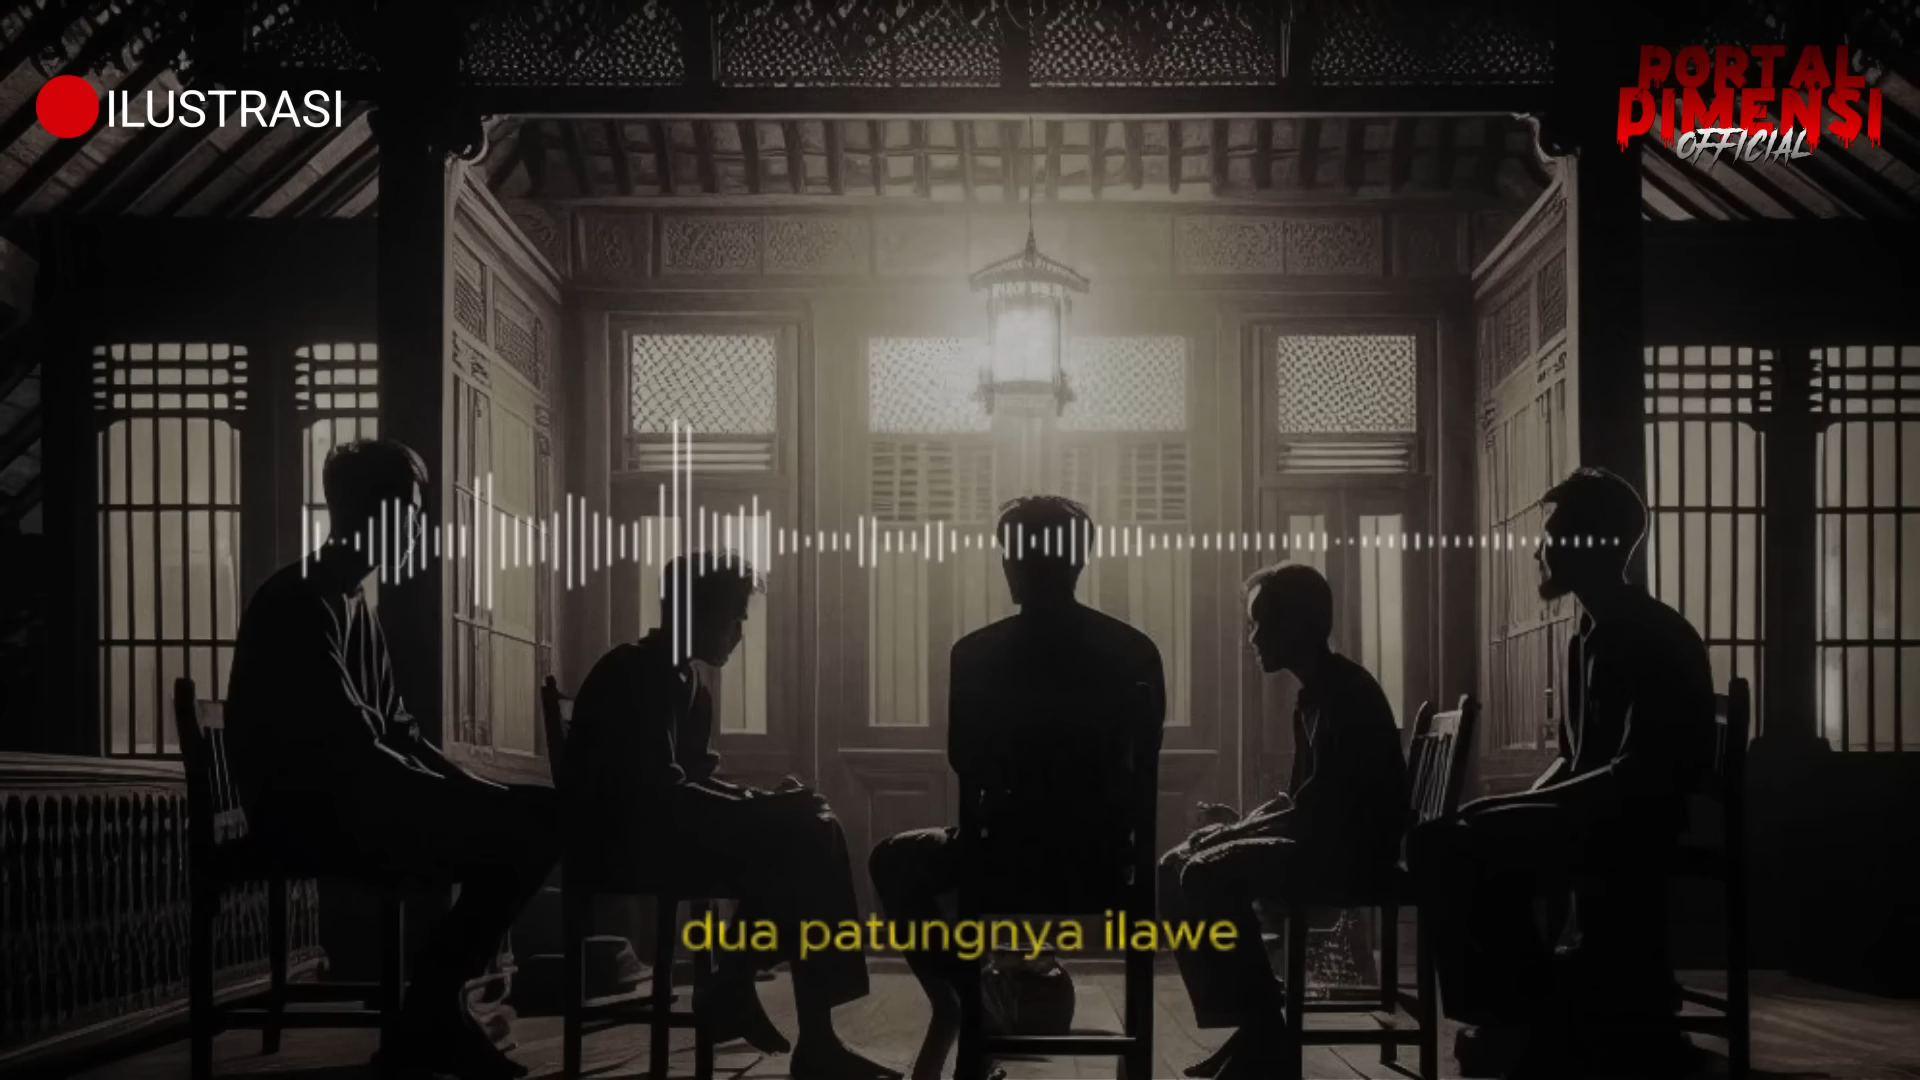 ILUSTRASI
PORTAL
DIMENSI
OFFICIAL
dua patungnya ilawe